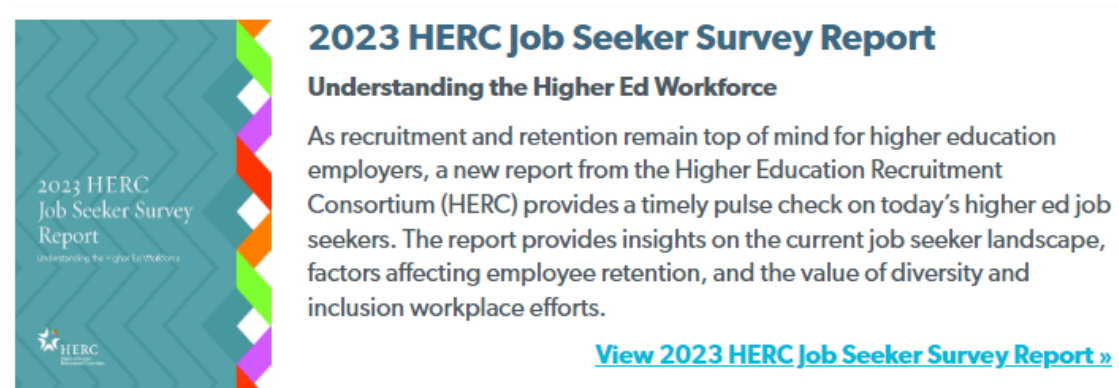 2023 HERC
Job Seeker Survey
Report
Understanding the Higher Ed Workforce
HERC
2023 HERC Job Seeker Survey Report
Understanding the Higher Ed Workforce
As recruitment and retention remain top of mind for higher education
employers, a new report from the Higher Education Recruitment
Consortium (HERC) provides a timely pulse check on today's higher ed job
seekers. The report provides insights on the current job seeker landscape,
factors affecting employee retention, and the value of diversity and
inclusion workplace efforts.
View 2023 HERC Job Seeker Survey Report »